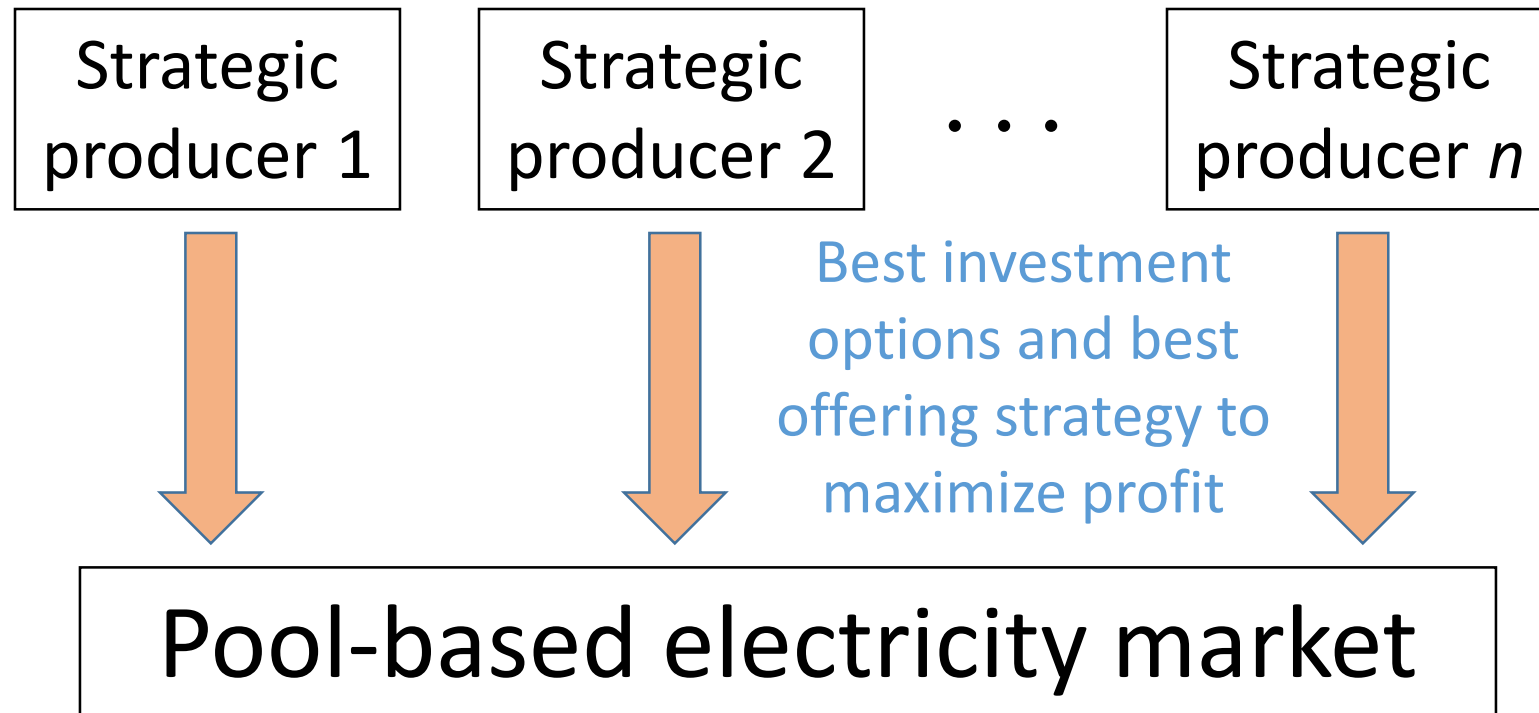 Strategic
producer 1
Strategic
producer 2
. . .
Strategic
producer n
Best investment
options and best
offering strategy to
maximize profit
Pool-based electricity market